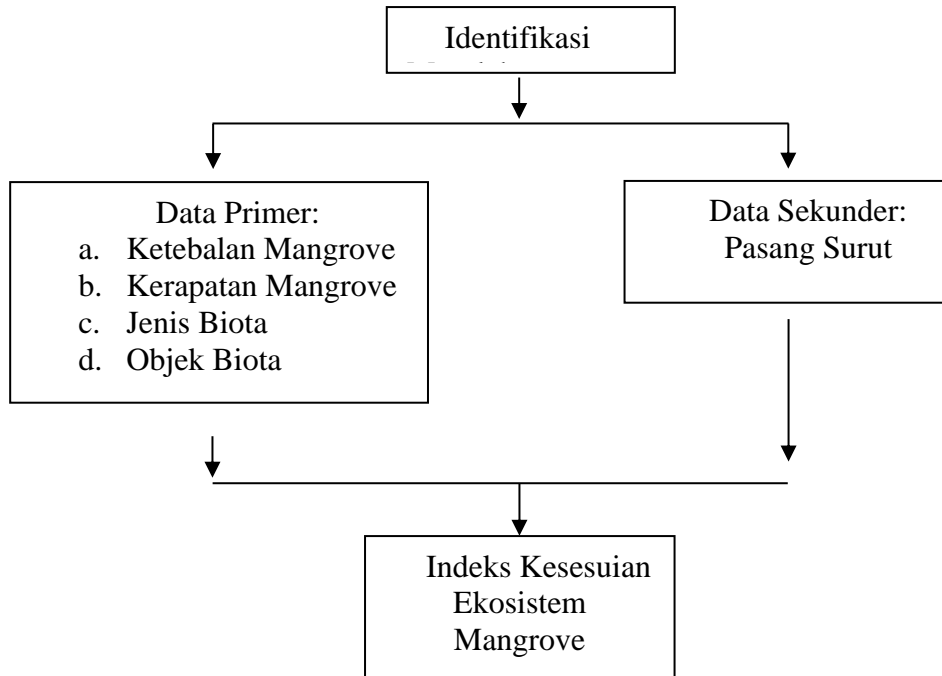 Identifikasi
Data Primer:
a. Ketebalan Mangrove
b. Kerapatan Mangrove
c. Jenis Biota
d. Objek Biota
Data Sekunder:
Pasang Surut
Indeks Kesesuian
Ekosistem
Mangrove